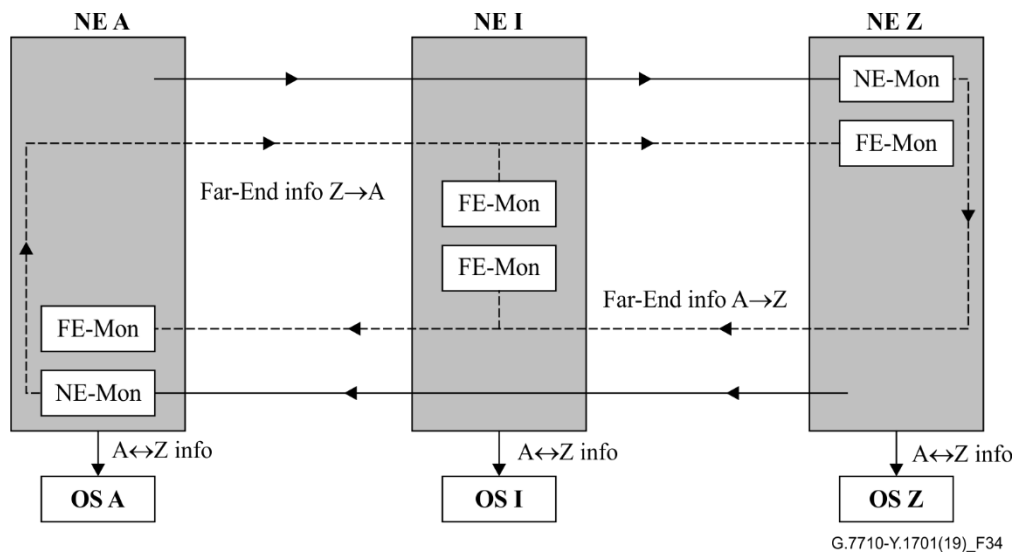 NE A
NE I
NE Z
NE-Mon
FE-Mon
Far-End info Z→A
FE-Mon
FE-Mon
Far-End info A→Z
FE-Mon
NE-Mon
A↔Z info
A↔Z info
A↔Z info
OS A
OS I
OS Z
G.7710-Y.1701(19)_F34